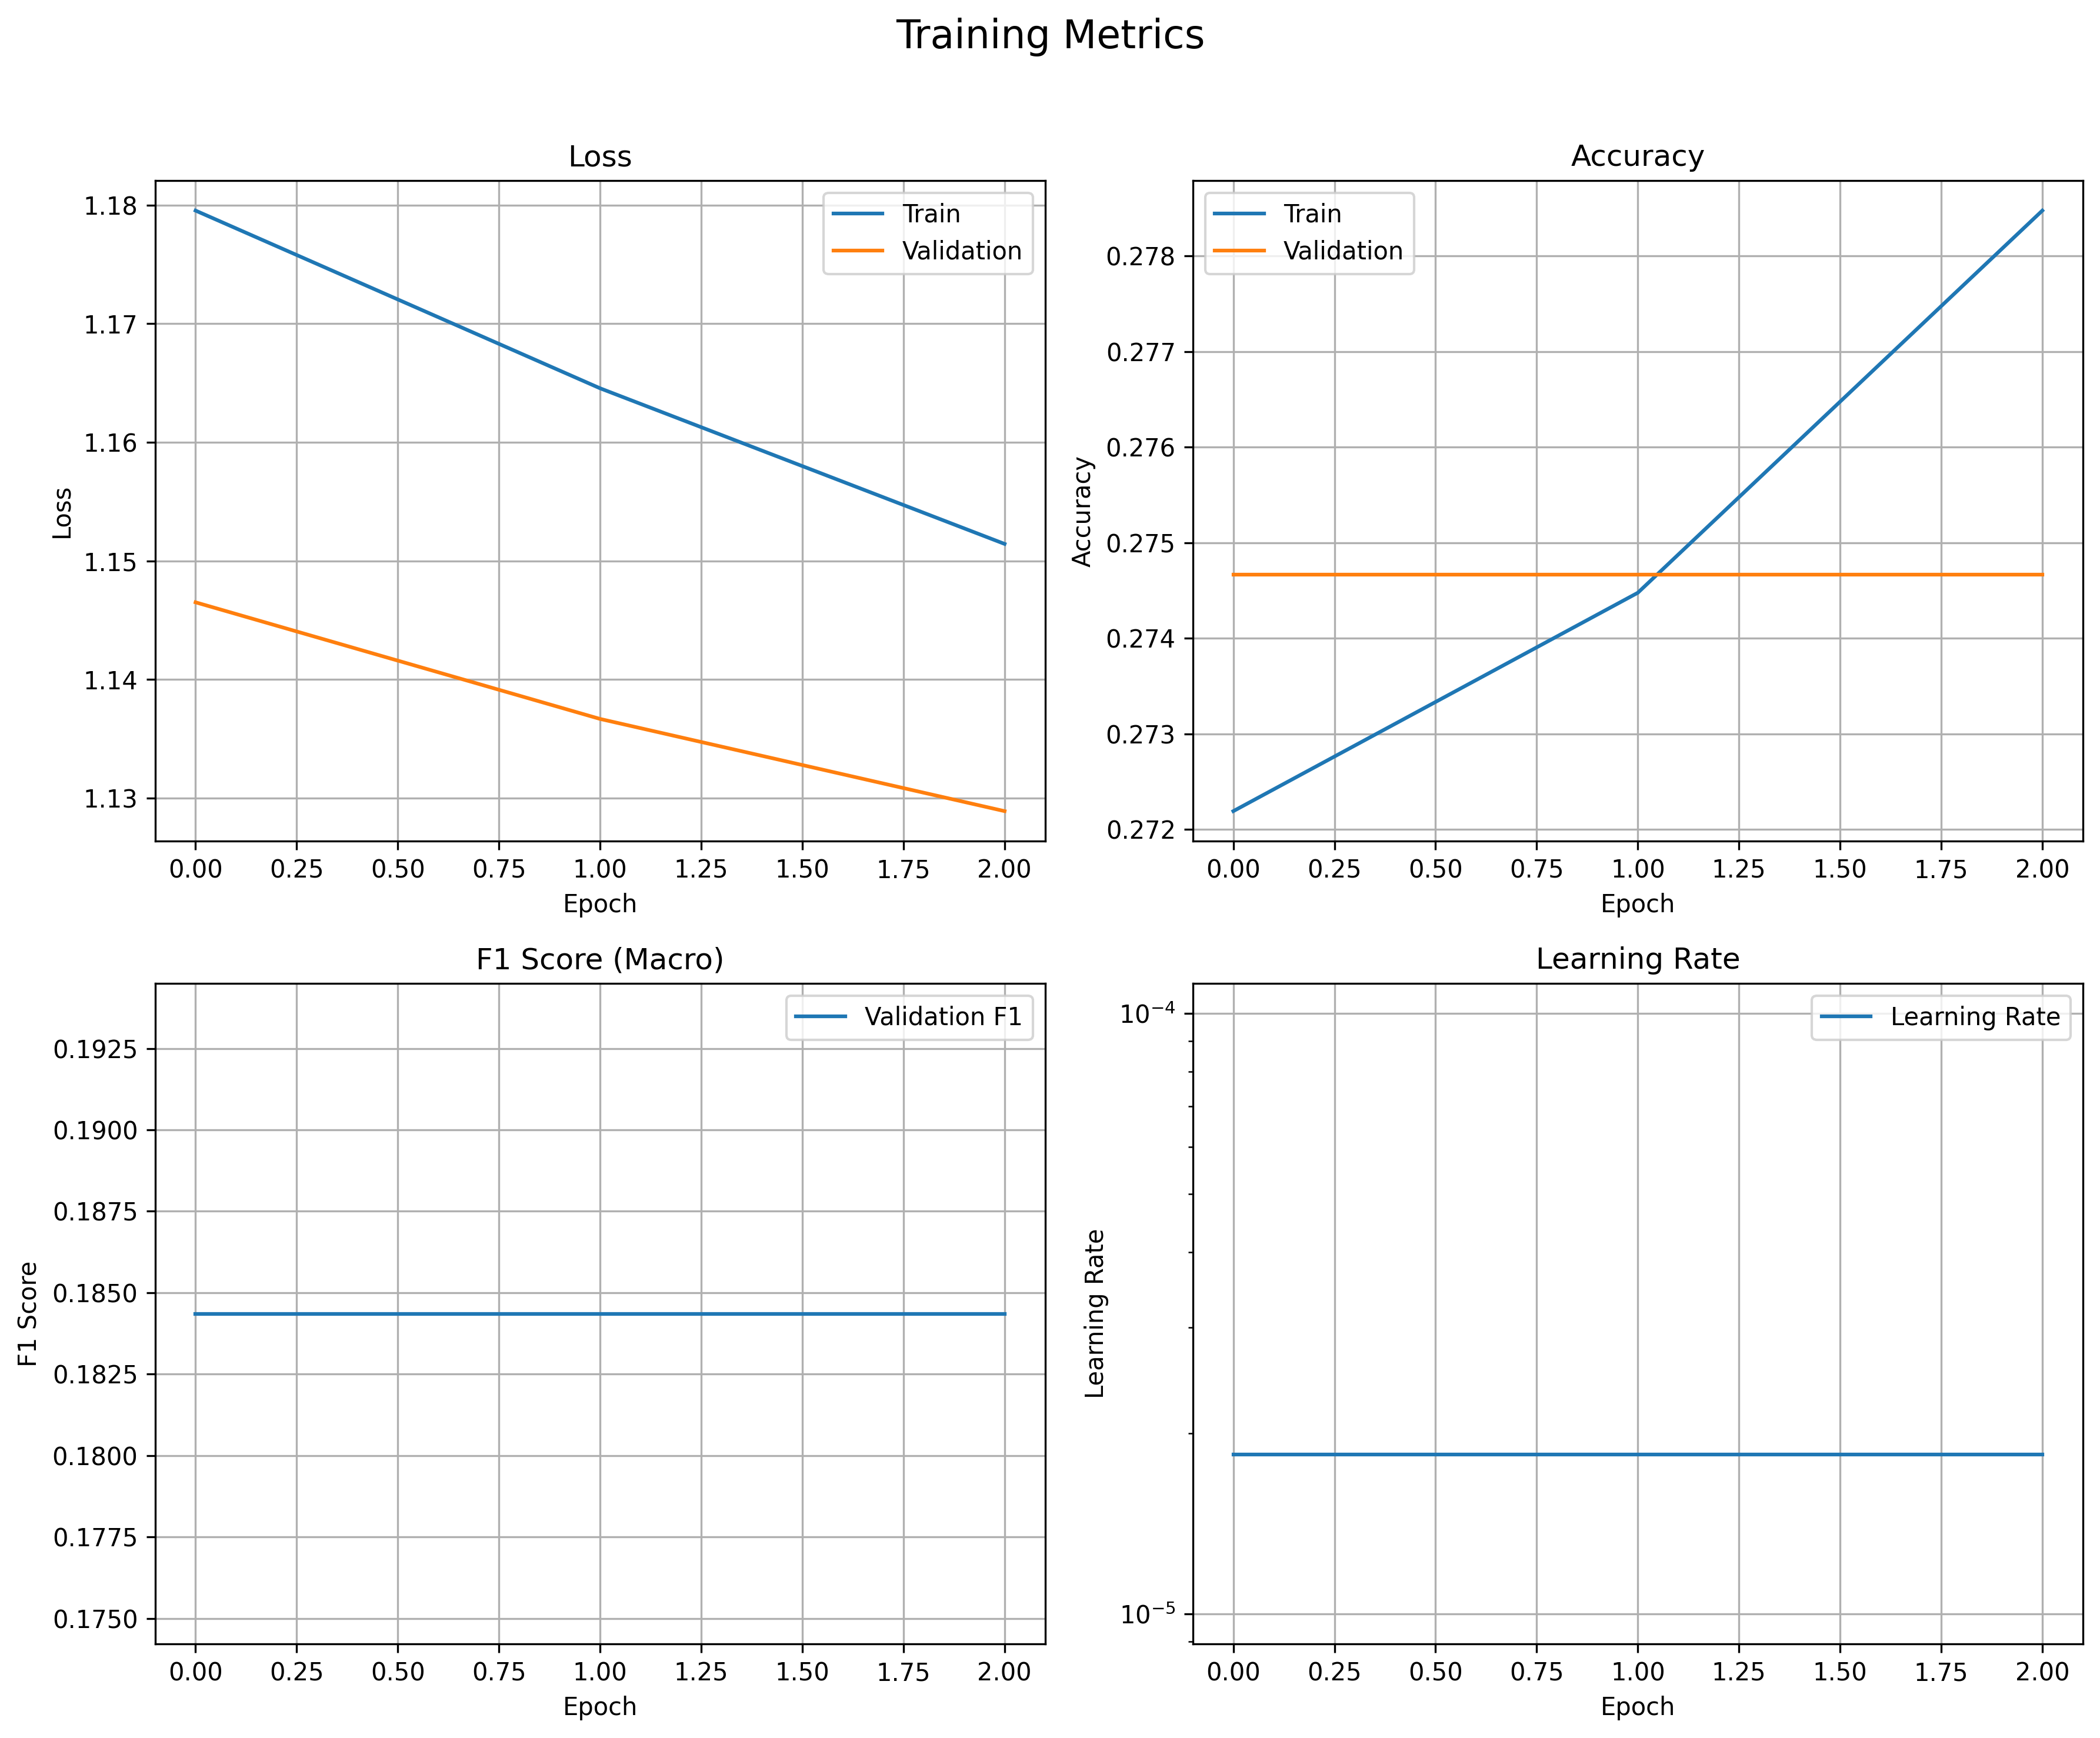 Training Metrics
Loss
Train
Validation
1.18
1.17
1.16
1.15
1.14
1.13
Loss
0.00 0.25 0.50 0.75 1.00 1.25 1.50 1.75 2.00
Epoch
Accuracy
Train
Validation
0.278
0.277
0.276
0.275
0.274
0.273
0.272
Accuracy
0.00 0.25 0.50 0.75 1.00 1.25 1.50 1.75 2.00
Epoch
F1 Score (Macro)
Validation F1
0.1925
0.1900
0.1875
0.1850
0.1825
0.1800
0.1775
0.1750
F1 Score
0.00 0.25 0.50 0.75 1.00 1.25 1.50 1.75 2.00
Epoch
Learning Rate
Learning Rate
10⁻⁴
10⁻⁵
Learning Rate
0.00 0.25 0.50 0.75 1.00 1.25 1.50 1.75 2.00
Epoch